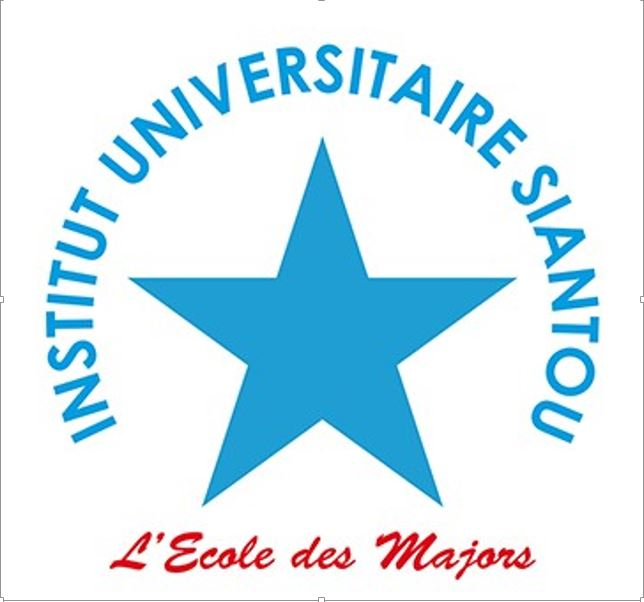 INSTITUT UNIVERSITAIRE SIANTOU
L'Ecole des Majors